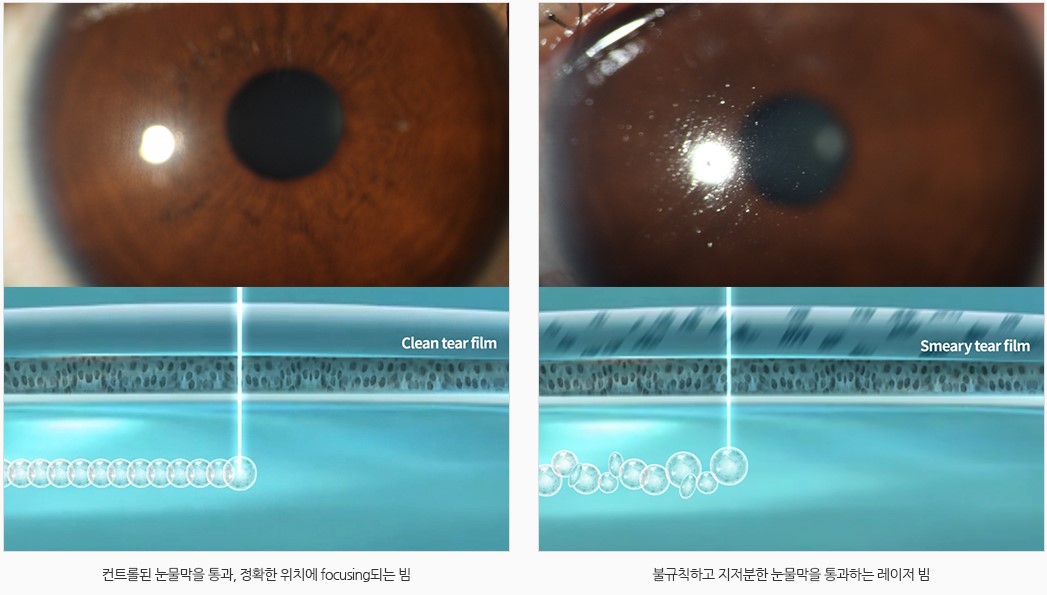 Clean tear film
Smeary tear film
컨트롤된 눈물막을 통과, 정확한 위치에 focusing되는 빔
불규칙하고 지저분한 눈물막을 통과하는 레이저 빔